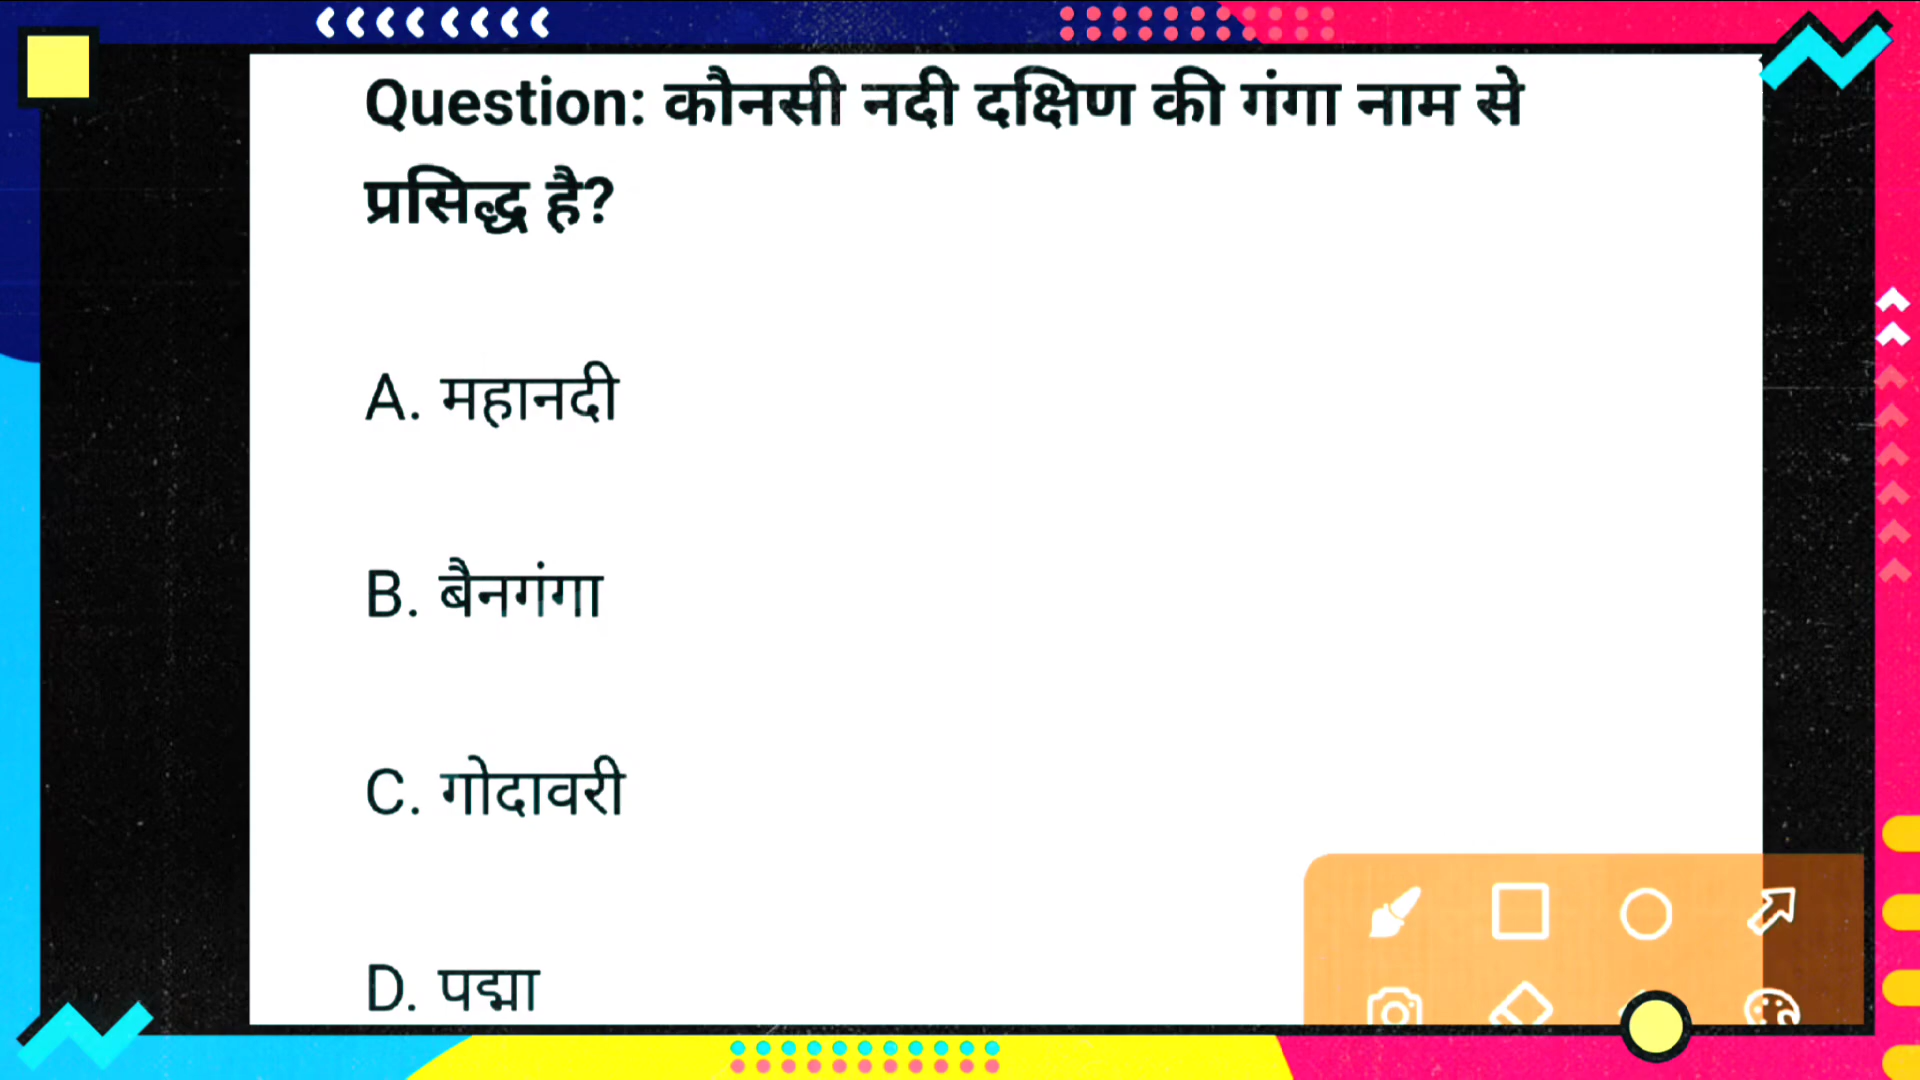 Question: कौनसी नदी दक्षिण की गंगा नाम से
प्रसिद्ध है?
A. महानदी
B. बैनगंगा
C. गोदावरी
D. पद्मा